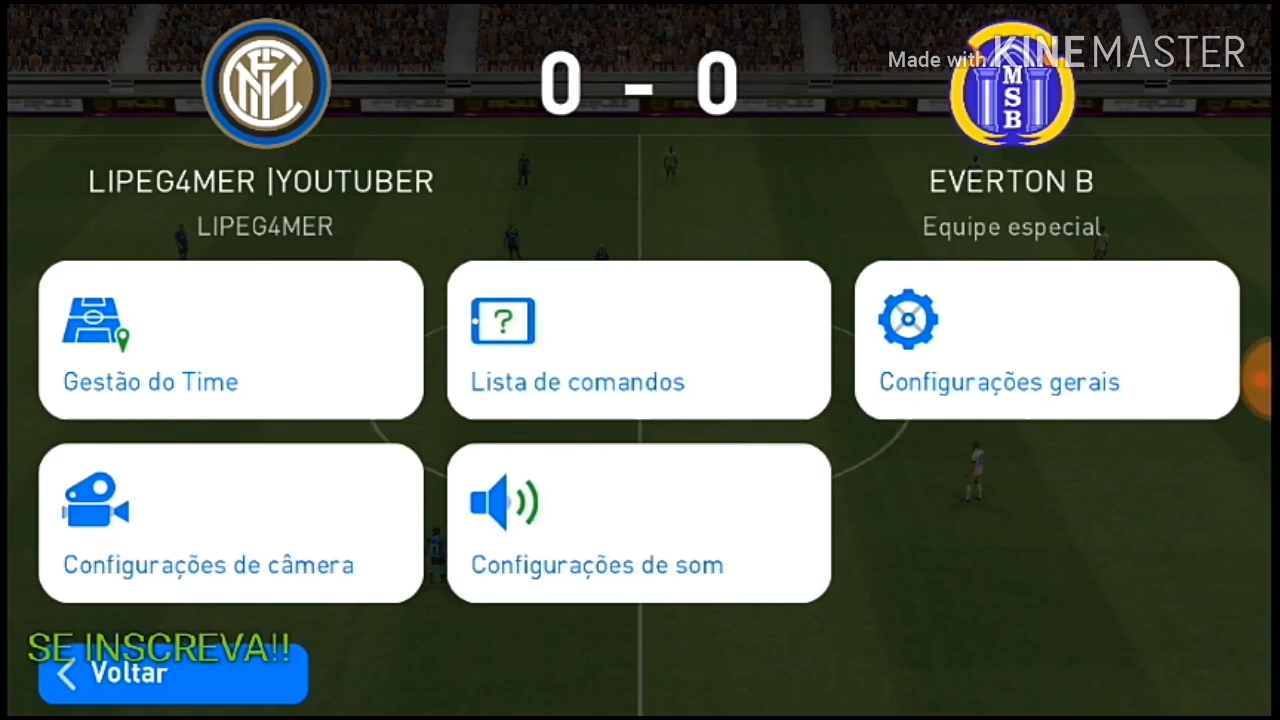 Made with KINEMASTER
0 - 0
MSB
LIPEG4MER |YOUTUBER
EVERTON B
LIPEG4MER
Equipe especial
?
Gestão do Time
Lista de comandos
Configurações gerais
Configurações de câmera
Configurações de som
SE INSCREVA!!
Voltar